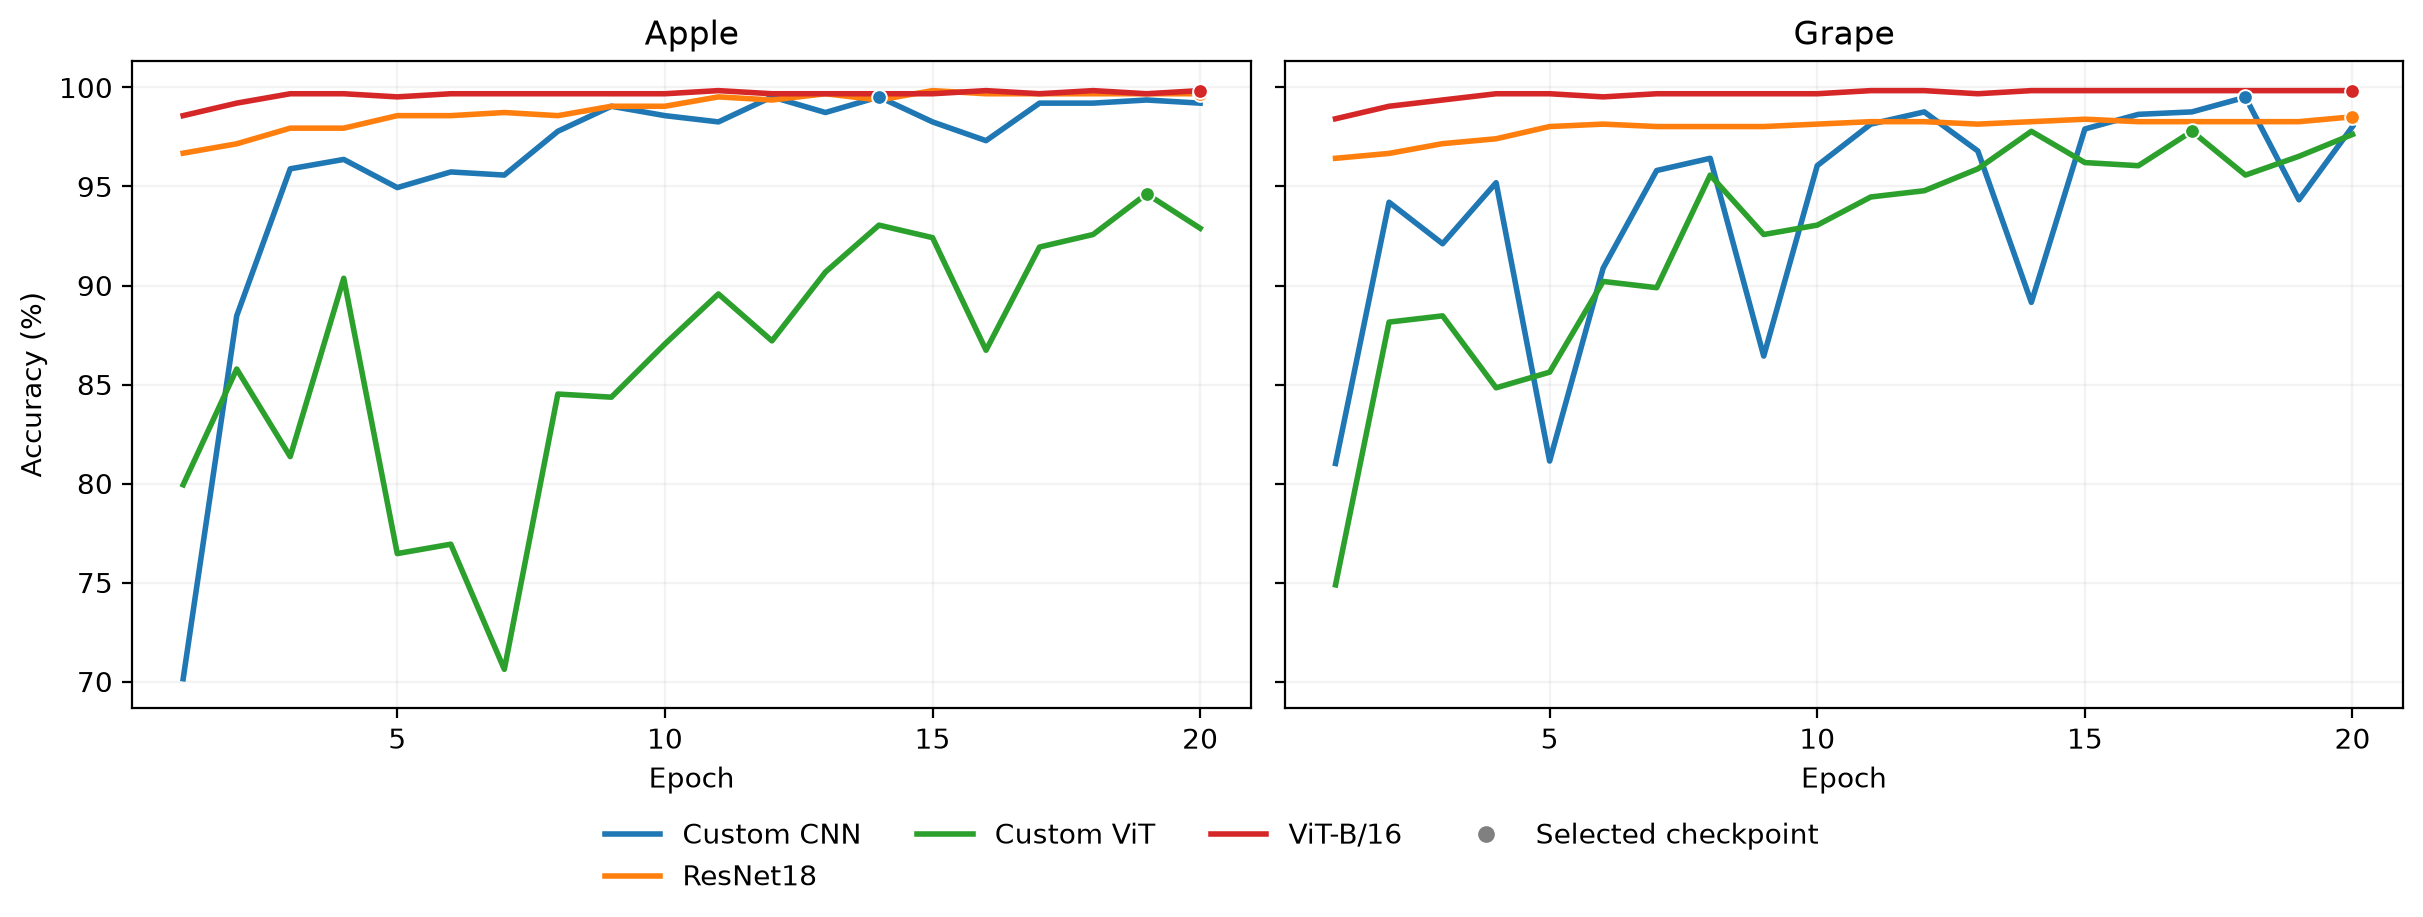 Apple
Grape
100
95
90
85
80
75
70
Accuracy (%)
5
10
15
20
5
10
15
20
Epoch
Epoch
Custom CNN
Custom ViT
ViT-B/16
Selected checkpoint
ResNet18